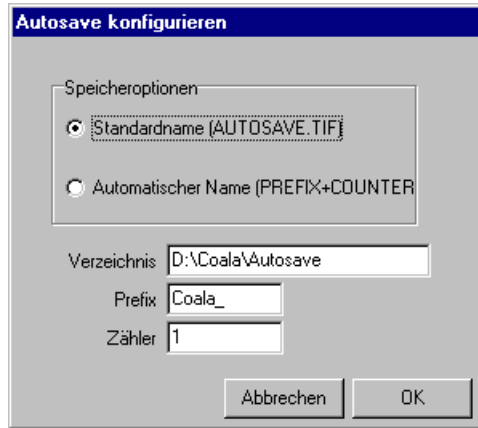 Autosave konfigurieren
Speicheroptionen
Standardname (AUTOSAVE.TIF)
Automatischer Name (PREFIX+COUNTER
Verzeichnis D:\Coala\Autosave
Prefix Coala_
Zähler 1
Abbrechen OK